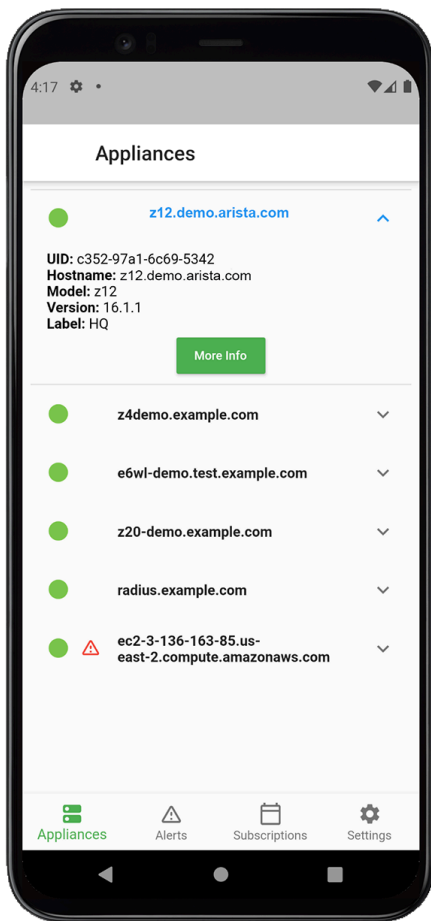 4:17
Appliances
z12.demo.arista.com
UID: c352-97a1-6c69-5342
Hostname: z12.demo.arista.com
Model: z12
Version: 16.1.1
Label: HQ
More Info
z4demo.example.com
e6wl-demo.test.example.com
z20-demo.example.com
radius.example.com
ec2-3-136-163-85.us-
east-2.compute.amazonaws.com
Appliances
Alerts
Subscriptions
Settings